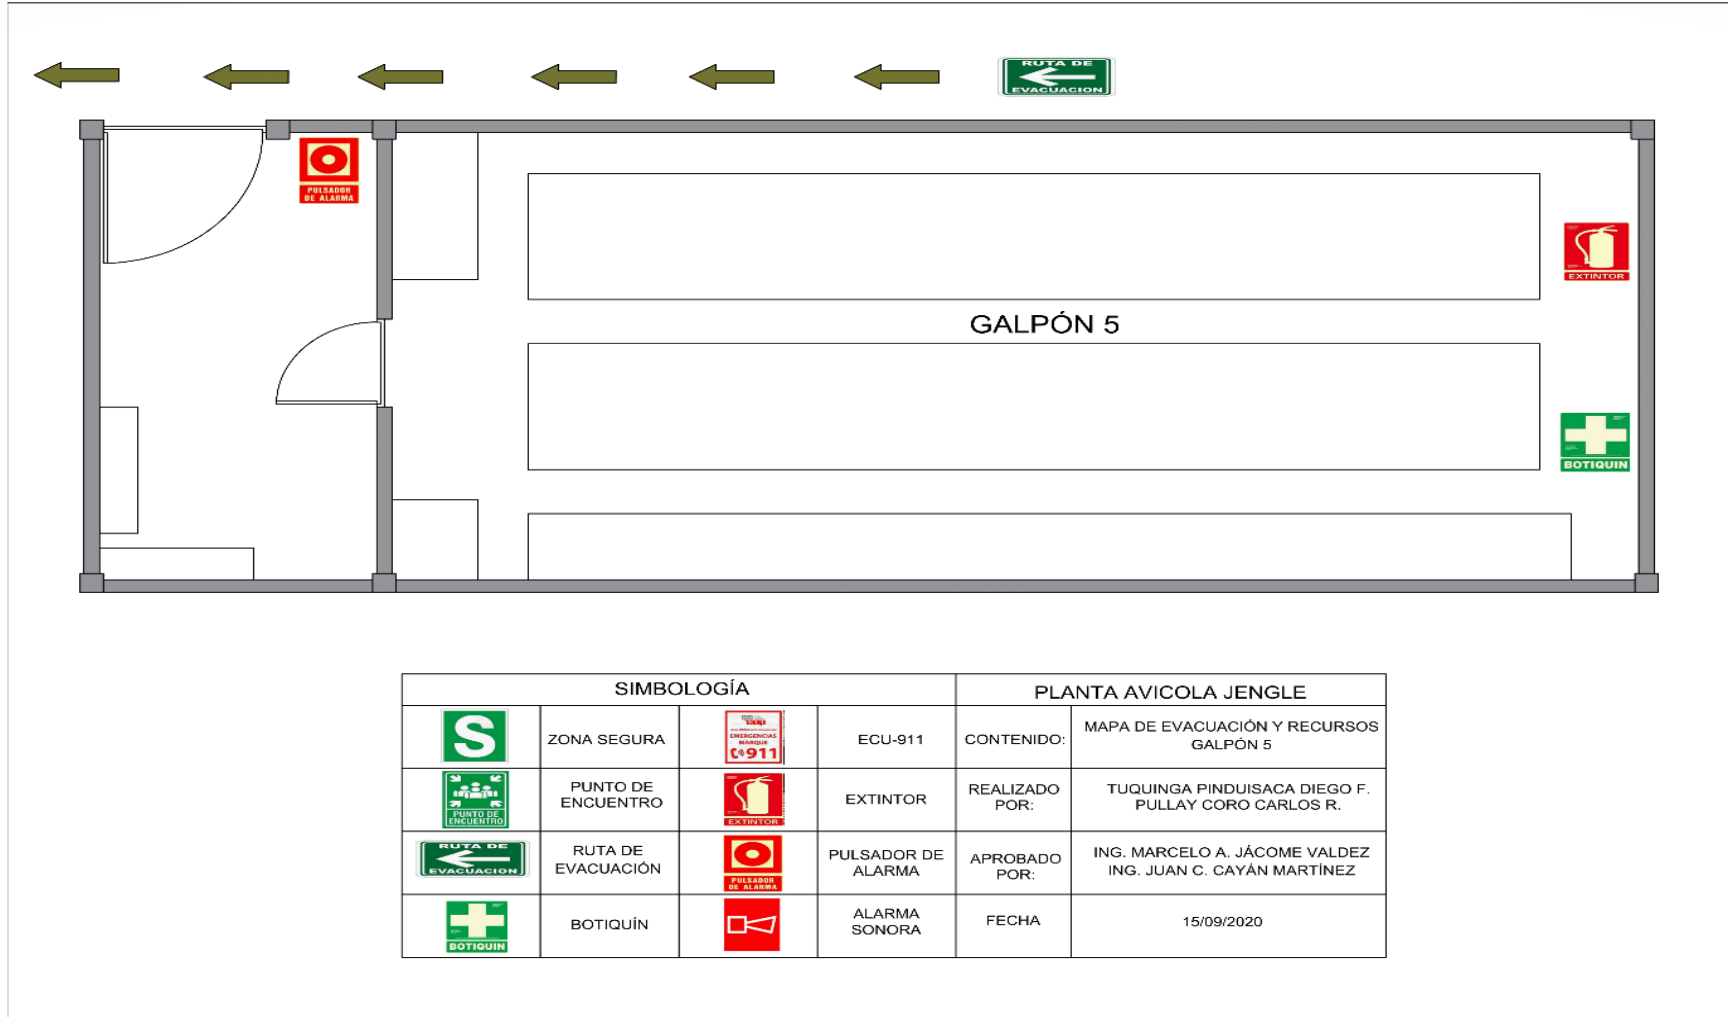 RUTA DE
EVACUACION
PULSADOR
DE ALARMA
EXTINTOR
GALPÓN 5
BOTIQUIN
SIMBOLOGÍA
PLANTA AVICOLA JENGLE
S
ZONA SEGURA
EMERGENCIAS
MARQUE
911
ECU-911
CONTENIDO:
MAPA DE EVACUACIÓN Y RECURSOS
GALPÓN 5
PUNTO DE
ENCUENTRO
PUNTO DE
ENCUENTRO
EXTINTOR
EXTINTOR
REALIZADO
POR:
TUQUINGA PINDUISACA DIEGO F.
PULLAY CORO CARLOS R.
RUTA DE
EVACUACION
RUTA DE
EVACUACIÓN
PULSADOR
DE ALARMA
PULSADOR DE
ALARMA
APROBADO
POR:
ING. MARCELO A. JÁCOME VALDEZ
ING. JUAN C. CAYÁN MARTÍNEZ
BOTIQUIN
BOTIQUÍN
ALARMA
SONORA
FECHA
15/09/2020